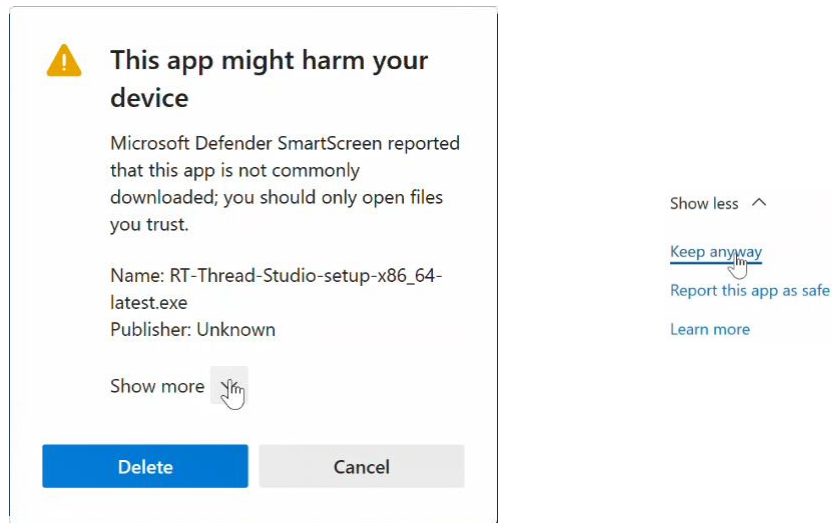 This app might harm your
device
Microsoft Defender SmartScreen reported
that this app is not commonly
downloaded; you should only open files
you trust.
Name: RT-Thread-Studio-setup-x86_64-
latest.exe
Publisher: Unknown
Show more
Delete
Cancel
Show less
Keep anyway
Report this app as safe
Learn more